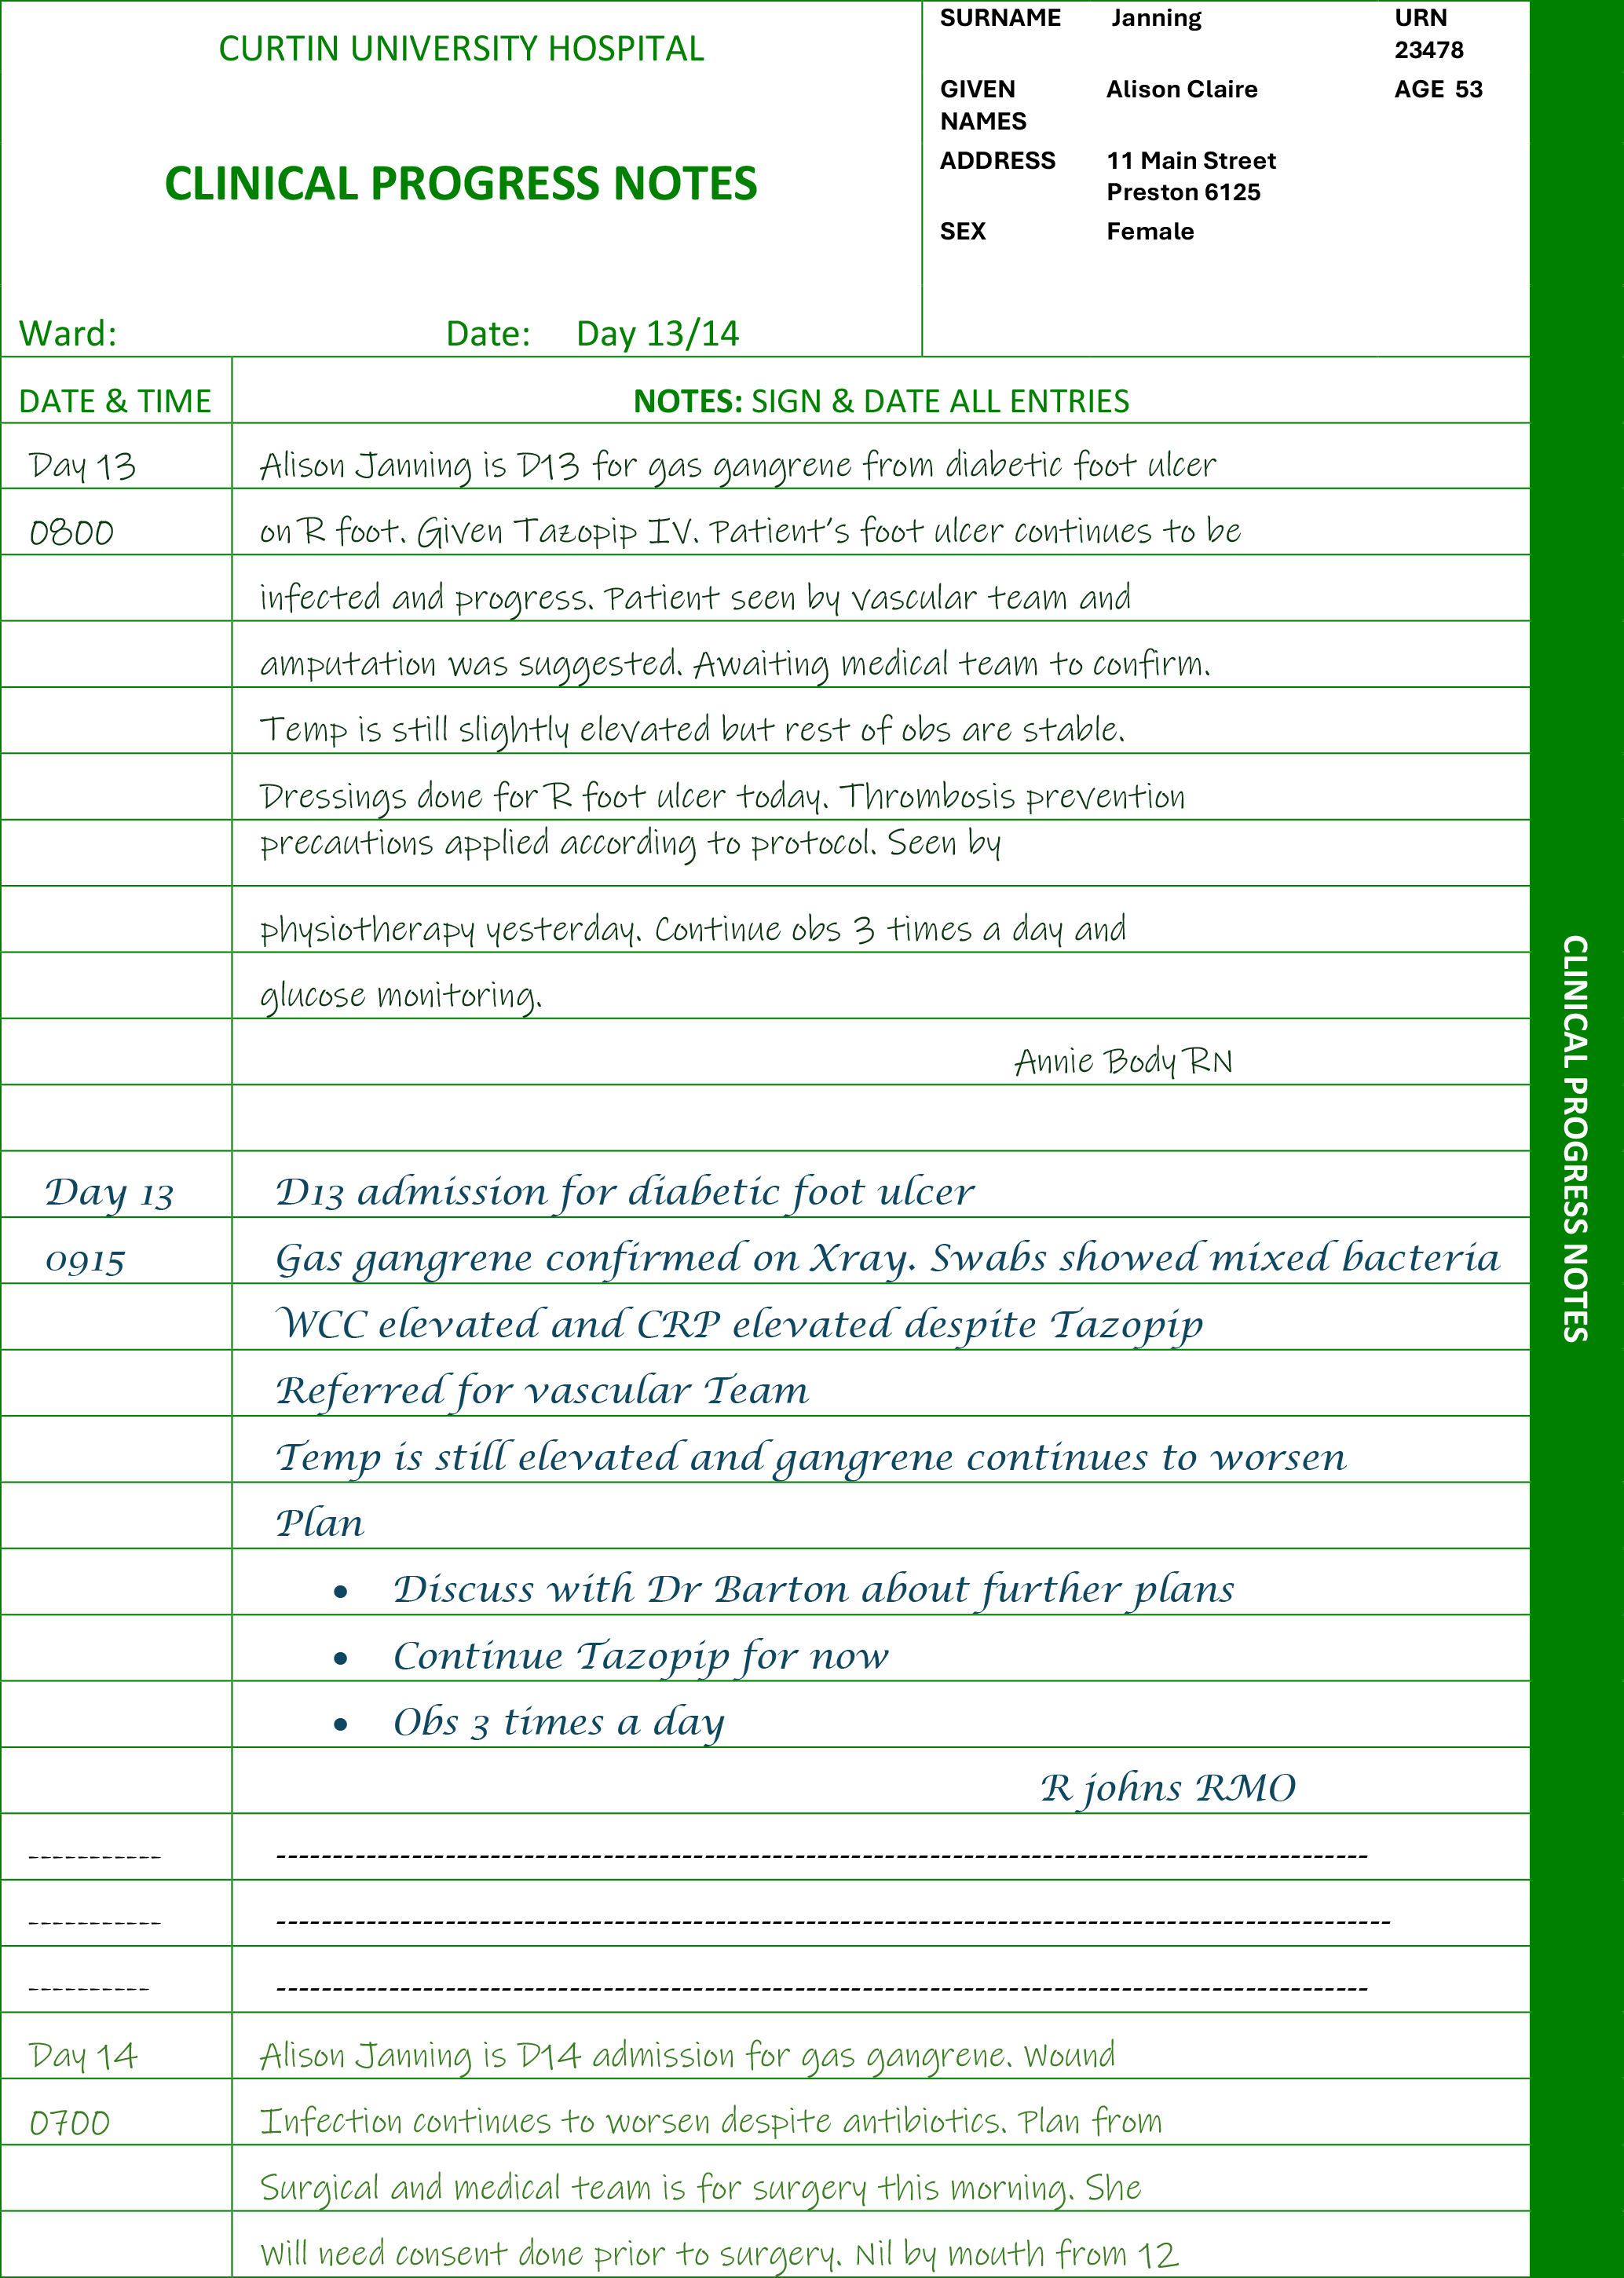 CURTIN UNIVERSITY HOSPITAL
CLINICAL PROGRESS NOTES
Ward: Date: Day 13/14
SURNAME Janning URN
23478
GIVEN Alison Claire AGE 53
NAMES
ADDRESS 11 Main Street
Preston 6125
SEX Female
DATE & TIME NOTES: SIGN & DATE ALL ENTRIES
Day 13 Alison Janning is D13 for gas gangrene from diabetic foot ulcer
0800 on R foot. Given Tazopip IV. Patient’s foot ulcer continues to be
infected and progress. Patient seen by vascular team and
amputation was suggested. Awaiting medical team to confirm.
Temp is still slightly elevated but rest of obs are stable.
Dressings done for R foot ulcer today. Thrombosis prevention
precautions applied according to protocol. Seen by
physiotherapy yesterday. Continue obs 3 times a day and
glucose monitoring.
Annie Body RN
Day 13 D13 admission for diabetic foot ulcer
0915 Gas gangrene confirmed on Xray. Swabs showed mixed bacteria
WCC elevated and CRP elevated despite Tazopip
Referred for vascular Team
Temp is still elevated and gangrene continues to worsen
Plan
• Discuss with Dr Barton about further plans
• Continue Tazopip for now
• Obs 3 times a day
R johns RMO
----------- -------------------------------------------------------------------------------------------------
----------- ---------------------------------------------------------------------------------------------------
---------- -------------------------------------------------------------------------------------------------
Day 14 Alison Janning is D14 admission for gas gangrene. Wound
0700 Infection continues to worsen despite antibiotics. Plan from
Surgical and medical team is for surgery this morning. She
Will need consent done prior to surgery. Nil by mouth from 12
CLINICAL PROGRESS NOTES